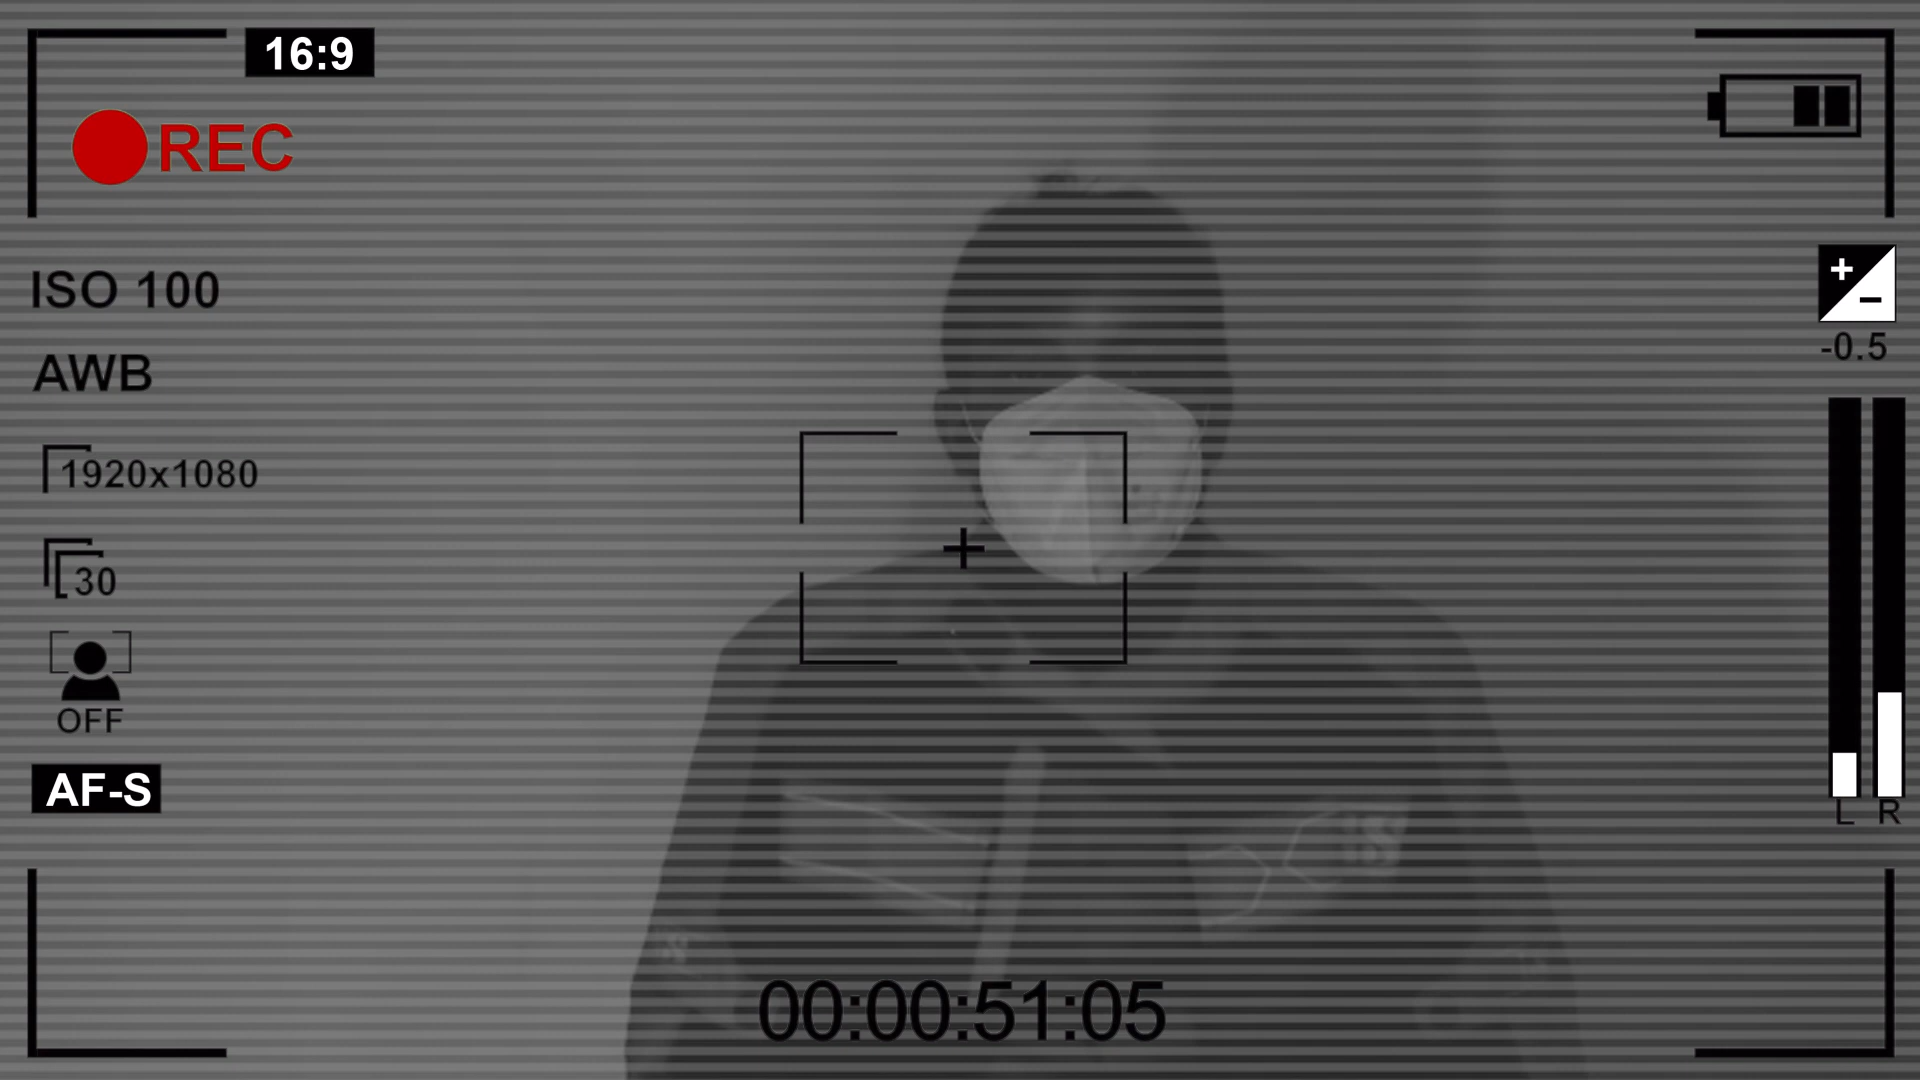 16:9
REC
ISO 100
AWB
1920x1080
30
OFF
AF-S
+
−
-0.5
L R
00:00:51:05